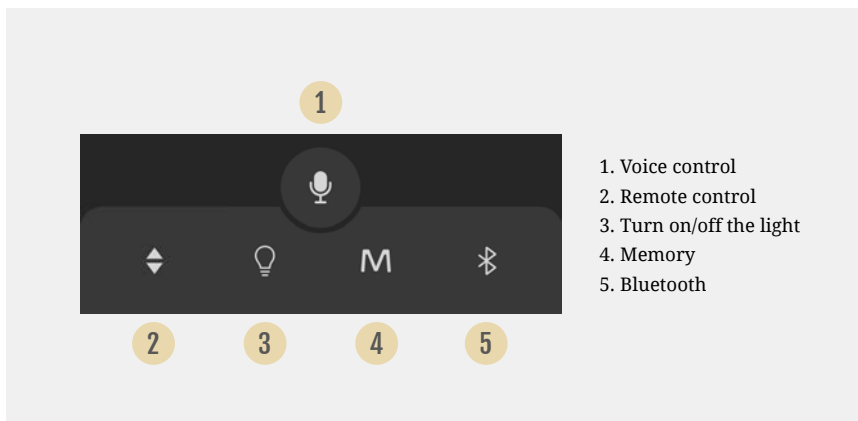 1
M
2 3 4 5
1. Voice control
2. Remote control
3. Turn on/off the light
4. Memory
5. Bluetooth